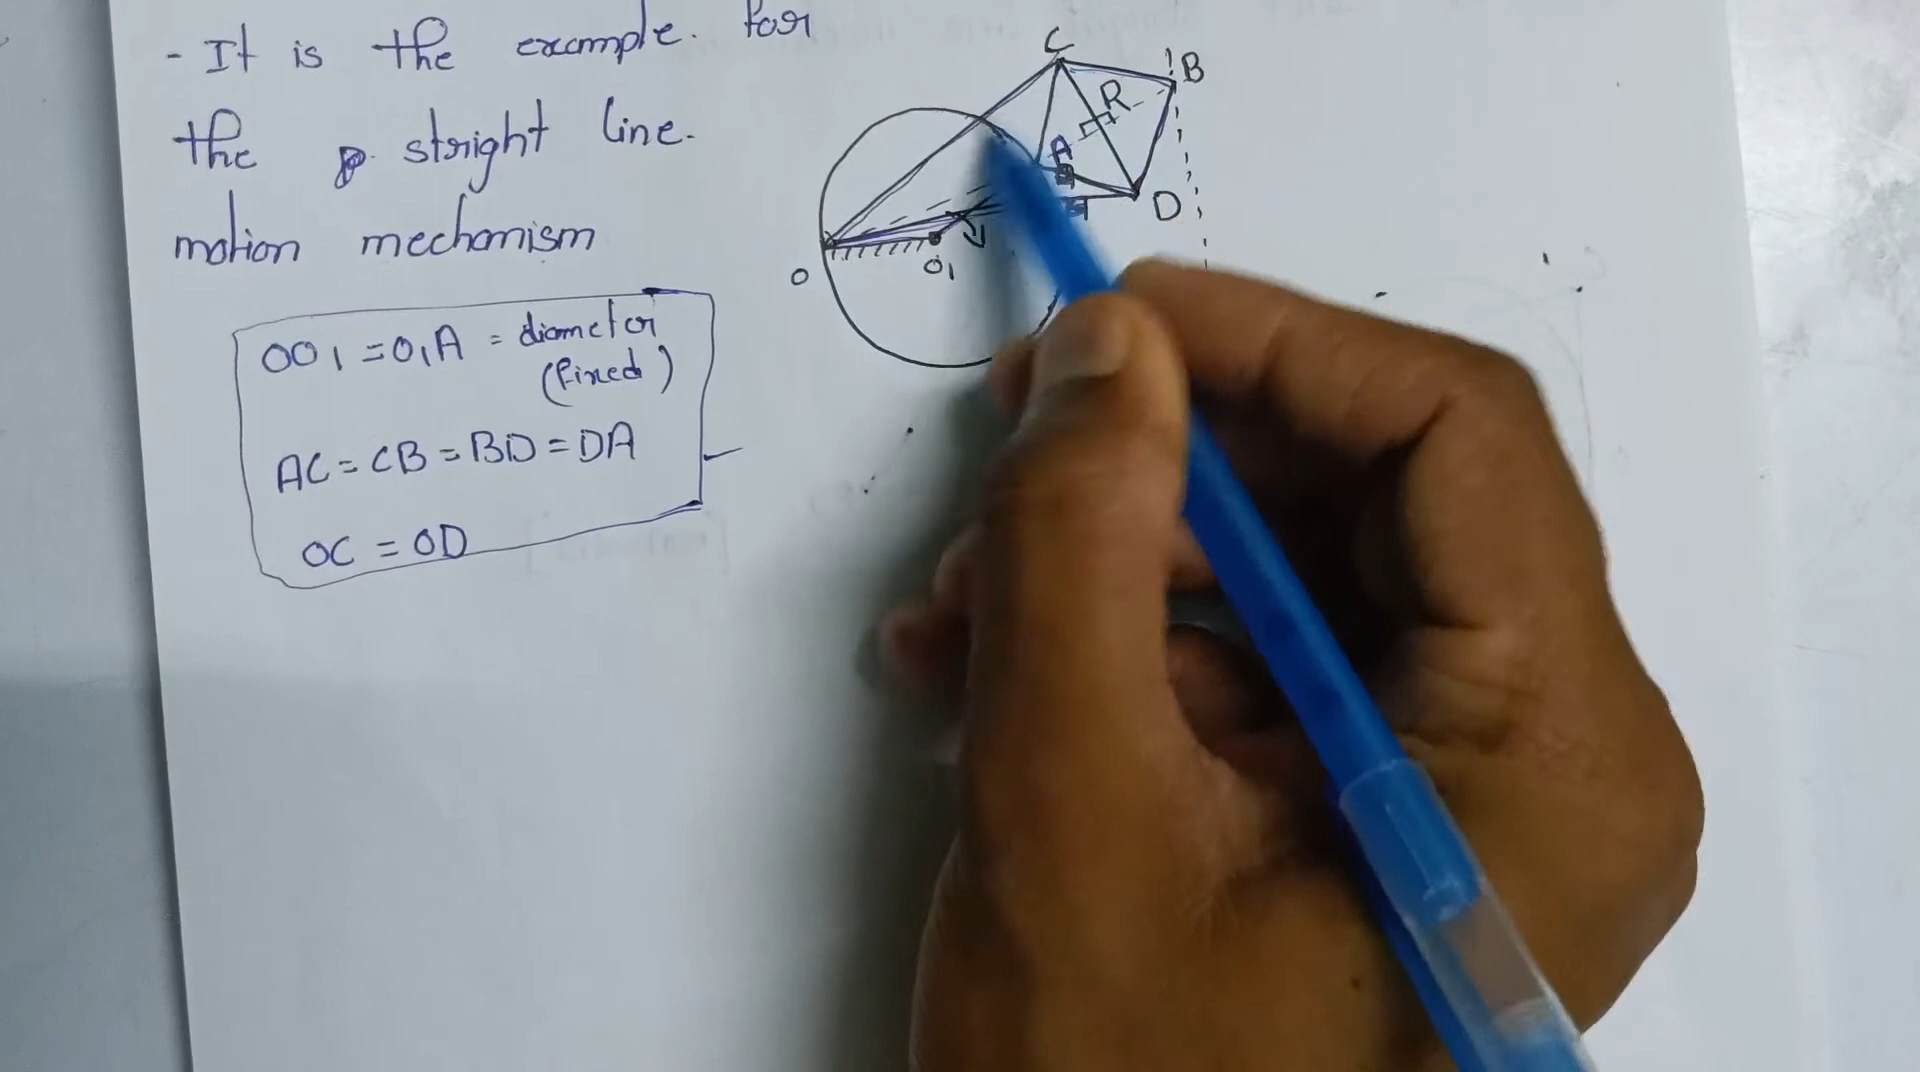 - It is the example. for
the stright line.
motion mechanism
OO1 = O1A = diameter
(fixed)
AC = CB = BD = DA
OC = OD
C
B
R
A
D
O
O1